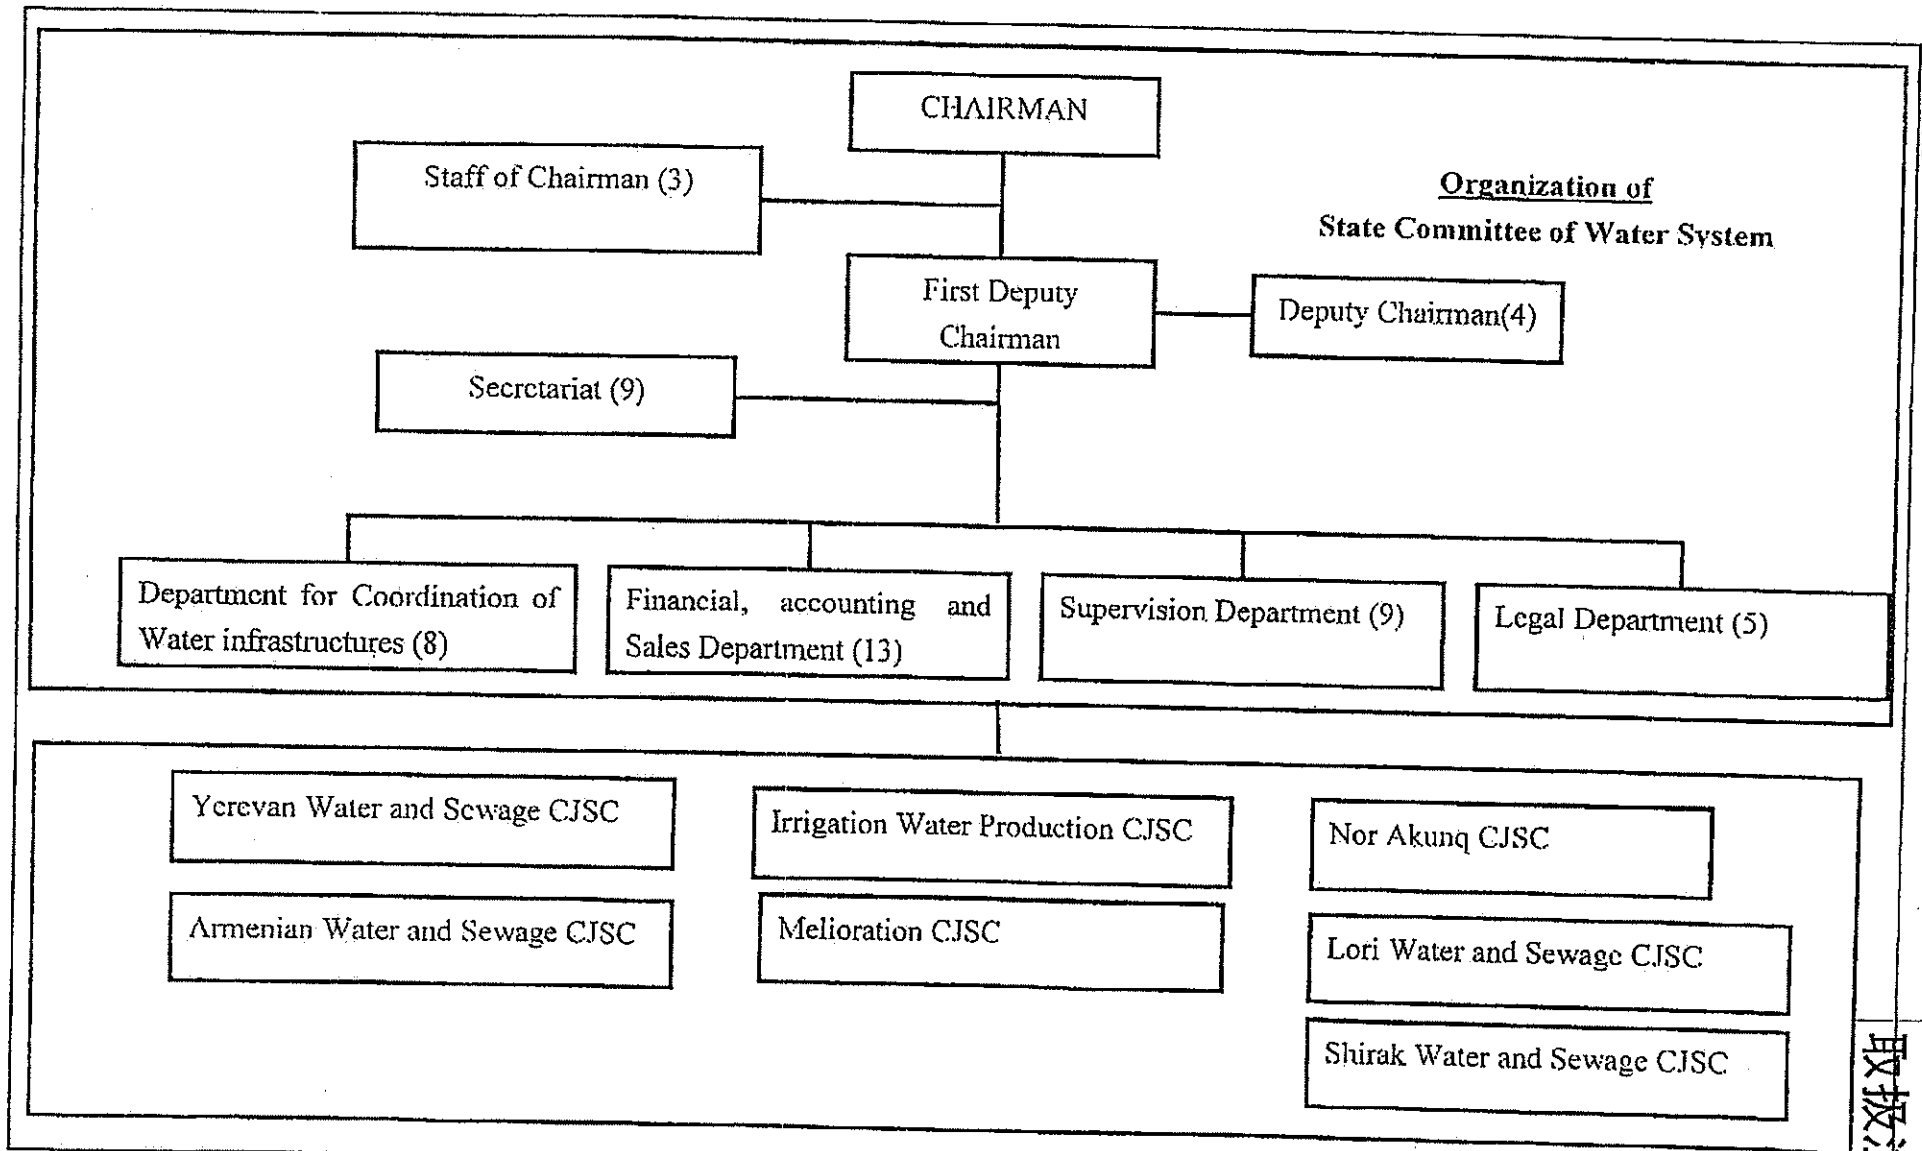 CHAIRMAN
Staff of Chairman (3)
Organization of
State Committee of Water System
First Deputy
Chairman
Deputy Chairman(4)
Secretariat (9)
Department for Coordination of
Water infrastructures (8)
Financial, accounting and
Sales Department (13)
Supervision Department (9)
Legal Department (5)
Yerevan Water and Sewage CJSC
Irrigation Water Production CJSC
Nor Akunq CJSC
Armenian Water and Sewage CJSC
Melioration CJSC
Lori Water and Sewage CJSC
Shirak Water and Sewage CJSC
取扱